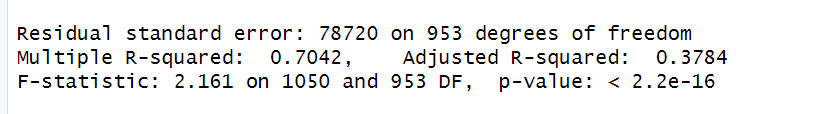 Residual standard error: 78720 on 953 degrees of freedom
Multiple R-squared:  0.7042,    Adjusted R-squared:  0.3784
F-statistic: 2.161 on 1050 and 953 DF,  p-value: < 2.2e-16